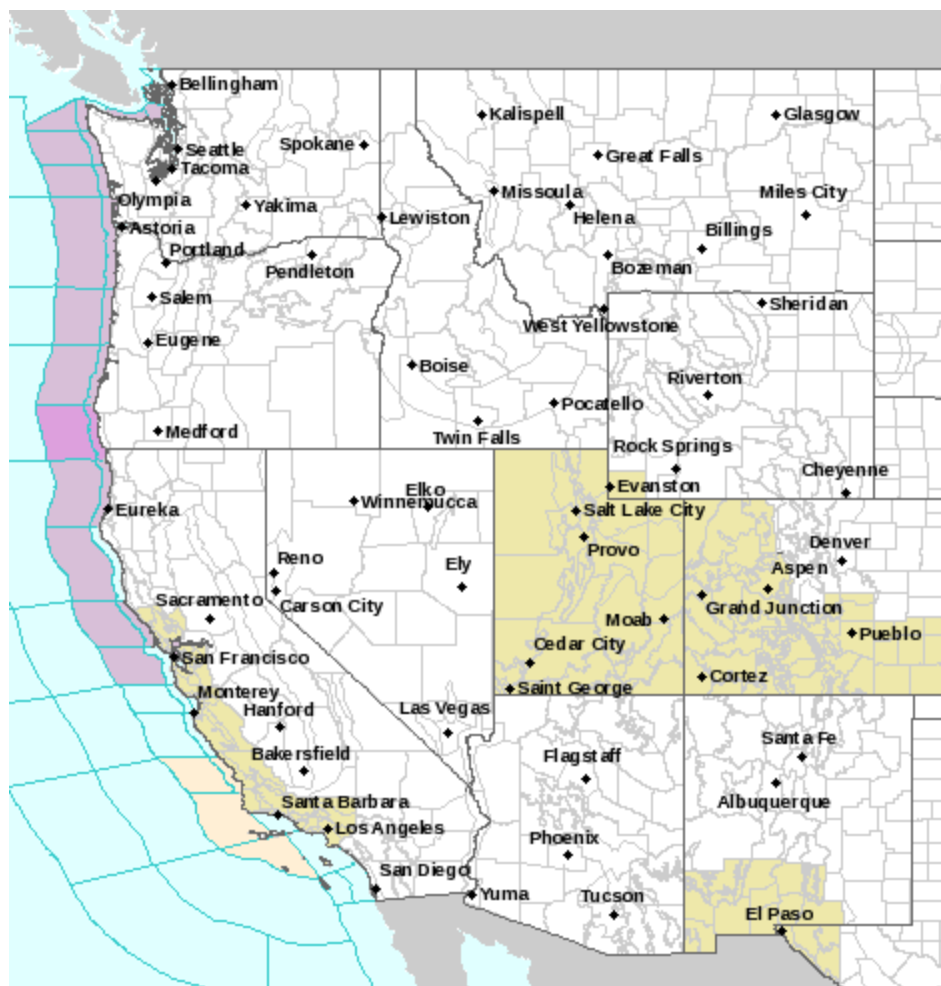 Bellingham
Kalispell
Glasgow
Seattle
Spokane
Great Falls
Tacoma
Missoula
Miles City
Olympia
Yakima
Lewiston
Helena
Astoria
Billings
Portland
Pendleton
Bozeman
Salem
Sheridan
West Yellowstone
Eugene
Boise
Riverton
Pocatello
Medford
Twin Falls
Rock Springs
Cheyenne
Evanston
Elko
Winnemucca
Eureka
Salt Lake City
Provo
Denver
Reno
Ely
Aspen
Sacramento
Carson City
Grand Junction
Moab
Pueblo
Cedar City
San Francisco
Cortez
Saint George
Monterey
Las Vegas
Hanford
Santa Fe
Bakersfield
Flagstaff
Albuquerque
Santa Barbara
Los Angeles
Phoenix
San Diego
Yuma
Tucson
El Paso